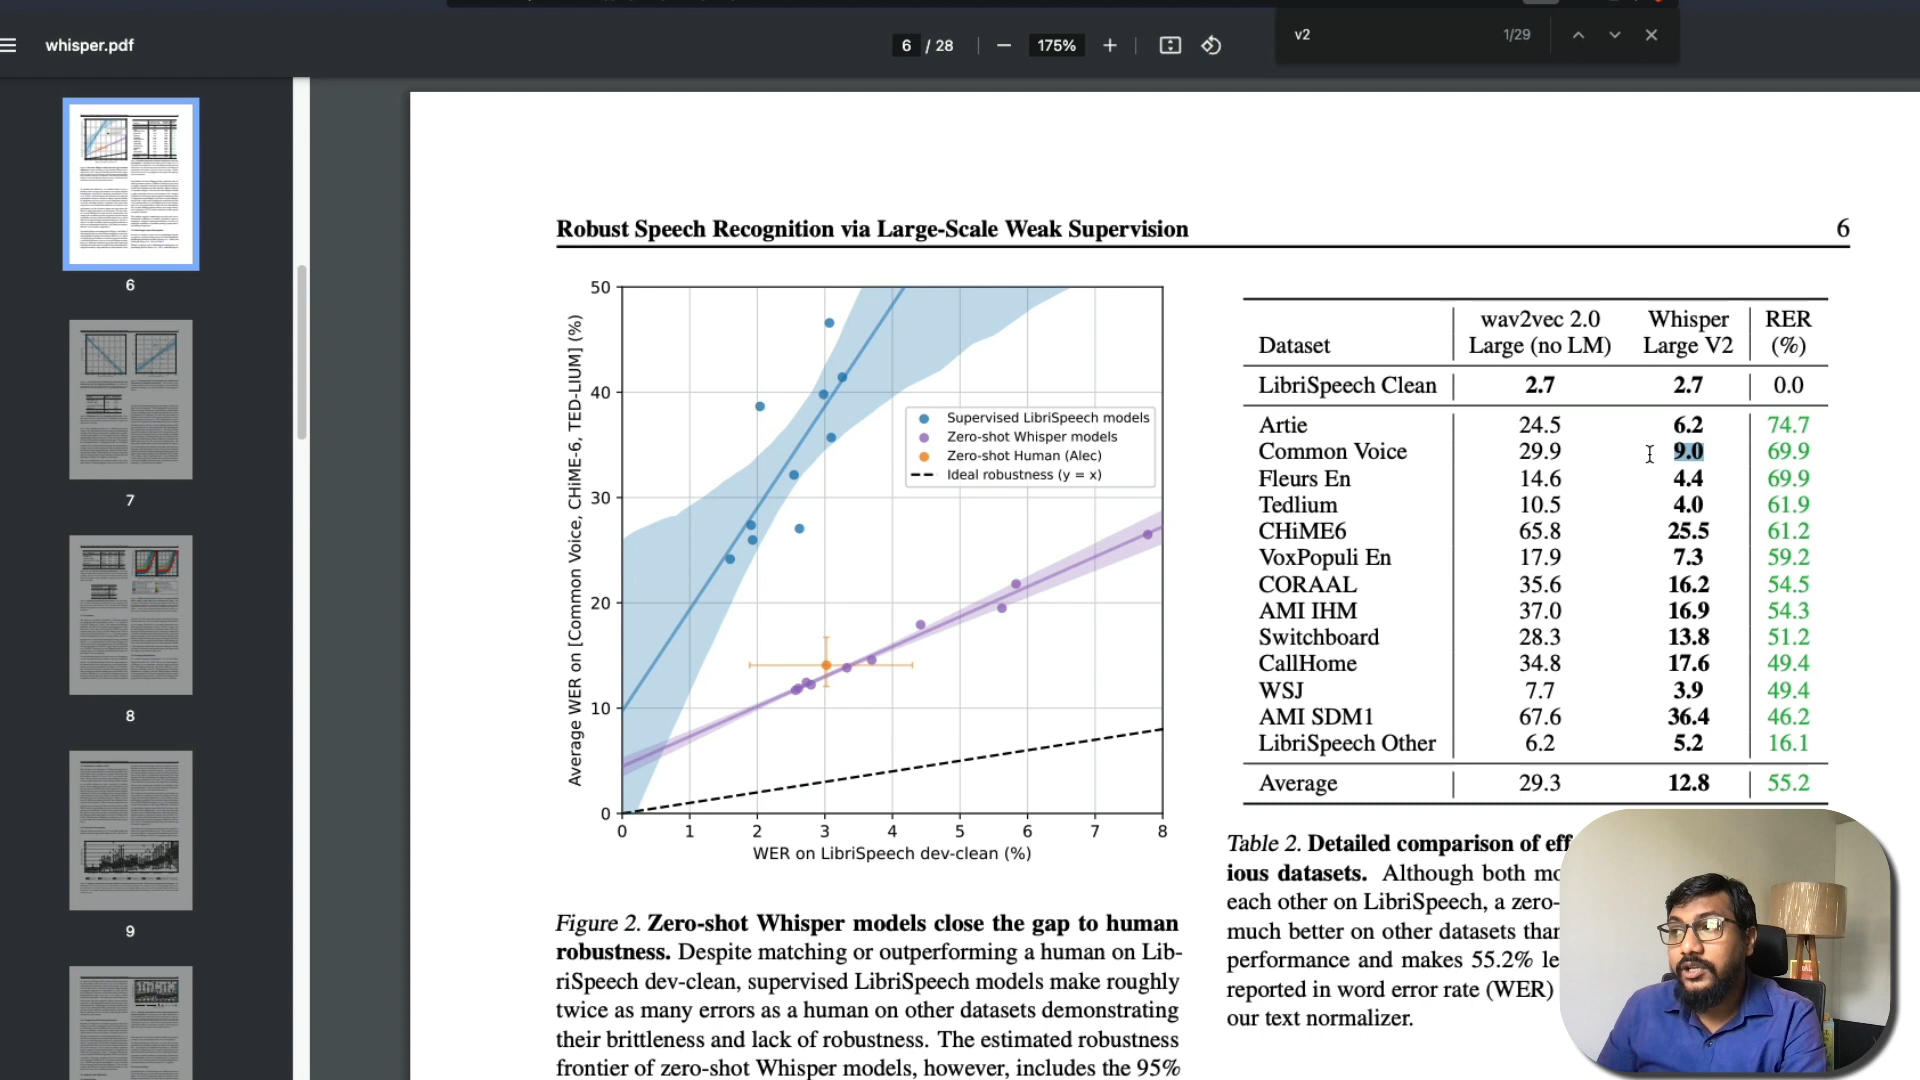 whisper.pdf
6 / 28
175%
v2
1/29
6
7
8
9
Robust Speech Recognition via Large-Scale Weak Supervision
6
50
40
30
20
10
0
0 1 2 3 4 5 6 7 8
Average WER on [Common Voice, CHiME-6, TED-LIUM] (%)
WER on LibriSpeech dev-clean (%)
Supervised LibriSpeech models
Zero-shot Whisper models
Zero-shot Human (Alec)
Ideal robustness (y = x)
Figure 2. Zero-shot Whisper models close the gap to human
robustness. Despite matching or outperforming a human on Lib-
riSpeech dev-clean, supervised LibriSpeech models make roughly
twice as many errors as a human on other datasets demonstrating
their brittleness and lack of robustness. The estimated robustness
frontier of zero-shot Whisper models, however, includes the 95%
wav2vec 2.0 Whisper RER
Dataset Large (no LM) Large V2 (%)
LibriSpeech Clean 2.7 2.7 0.0
Artie 24.5 6.2 74.7
Common Voice 29.9 9.0 69.9
Fleurs En 14.6 4.4 69.9
Tedlium 10.5 4.0 61.9
CHiME6 65.8 25.5 61.2
VoxPopuli En 17.9 7.3 59.2
CORAAL 35.6 16.2 54.5
AMI IHM 37.0 16.9 54.3
Switchboard 28.3 13.8 51.2
CallHome 34.8 17.6 49.4
WSJ 7.7 3.9 49.4
AMI SDM1 67.6 36.4 46.2
LibriSpeech Other 6.2 5.2 16.1
Average 29.3 12.8 55.2
Table 2. Detailed comparison of
ious datasets. Although both
each other on LibriSpeech, a zero-
much better on other datasets
performance and makes 55.2%
reported in word error rate (WER)
our text normalizer.